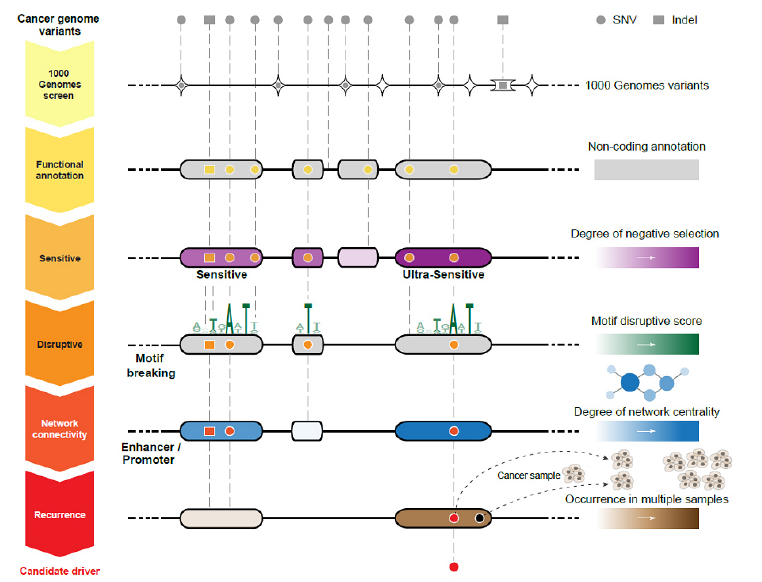 Cancer genome
variants
SNV
Indel
1000
Genomes
screen
1000 Genomes variants
Functional
annotation
Non-coding annotation
Sensitive
Sensitive
Ultra-Sensitive
Degree of negative selection
Disruptive
Motif
breaking
A T A T
A T
A T A T
Motif disruptive score
Network
connectivity
Enhancer /
Promoter
Degree of network centrality
Recurrence
Cancer sample
Occurrence in multiple samples
Candidate driver